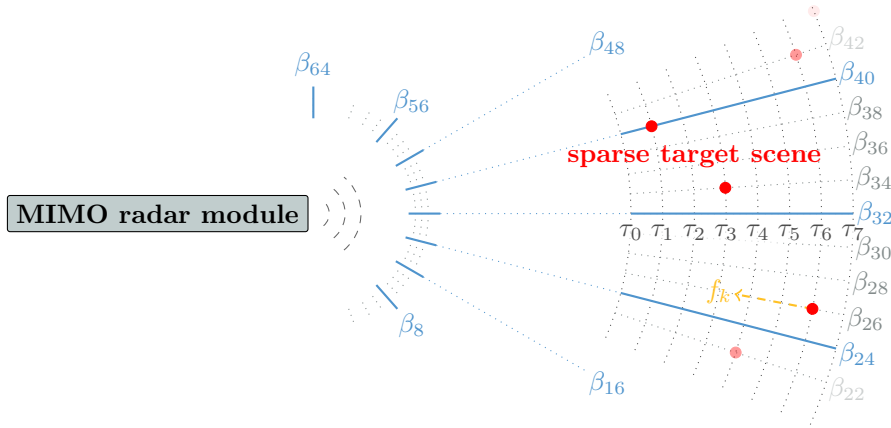 β₄₂
β₄₈
β₆₄
β₄₀
β₅₆
β₃₈
β₃₆
sparse target scene
β₃₄
MIMO radar module
β₃₂
τ₀ τ₁ τ₂ τ₃ τ₄ τ₅ τ₆ τ₇
β₃₀
β₂₈
fₖ
β₂₆
β₈
β₂₄
β₁₆
β₂₂